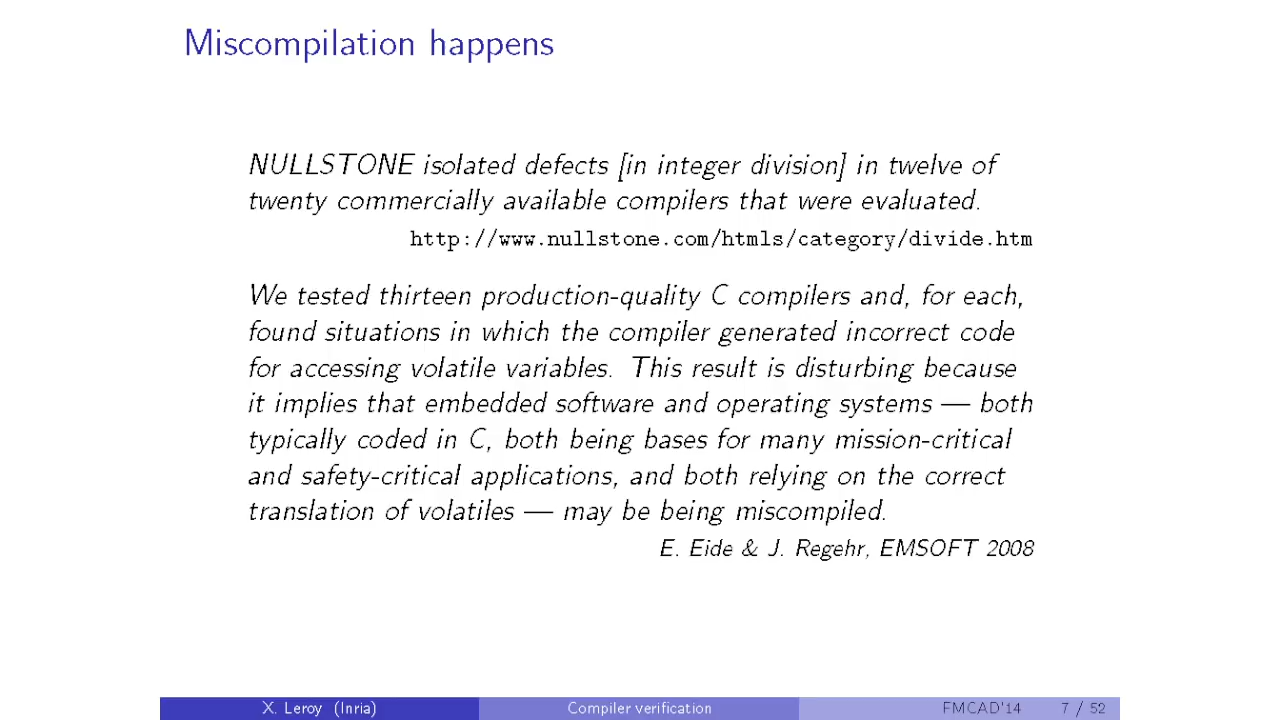 Miscompilation happens
NULLSTONE isolated defects [in integer division] in twelve of
twenty commercially available compilers that were evaluated.
http://www.nullstone.com/htmls/category/divide.htm
We tested thirteen production-quality C compilers and, for each,
found situations in which the compiler generated incorrect code
for accessing volatile variables. This result is disturbing because
it implies that embedded software and operating systems — both
typically coded in C, both being bases for many mission-critical
and safety-critical applications, and both relying on the correct
translation of volatiles — may be being miscompiled.
E. Eide & J. Regehr, EMSOFT 2008
X. Leroy (Inria) Compiler verification FMCAD'14 7 / 52